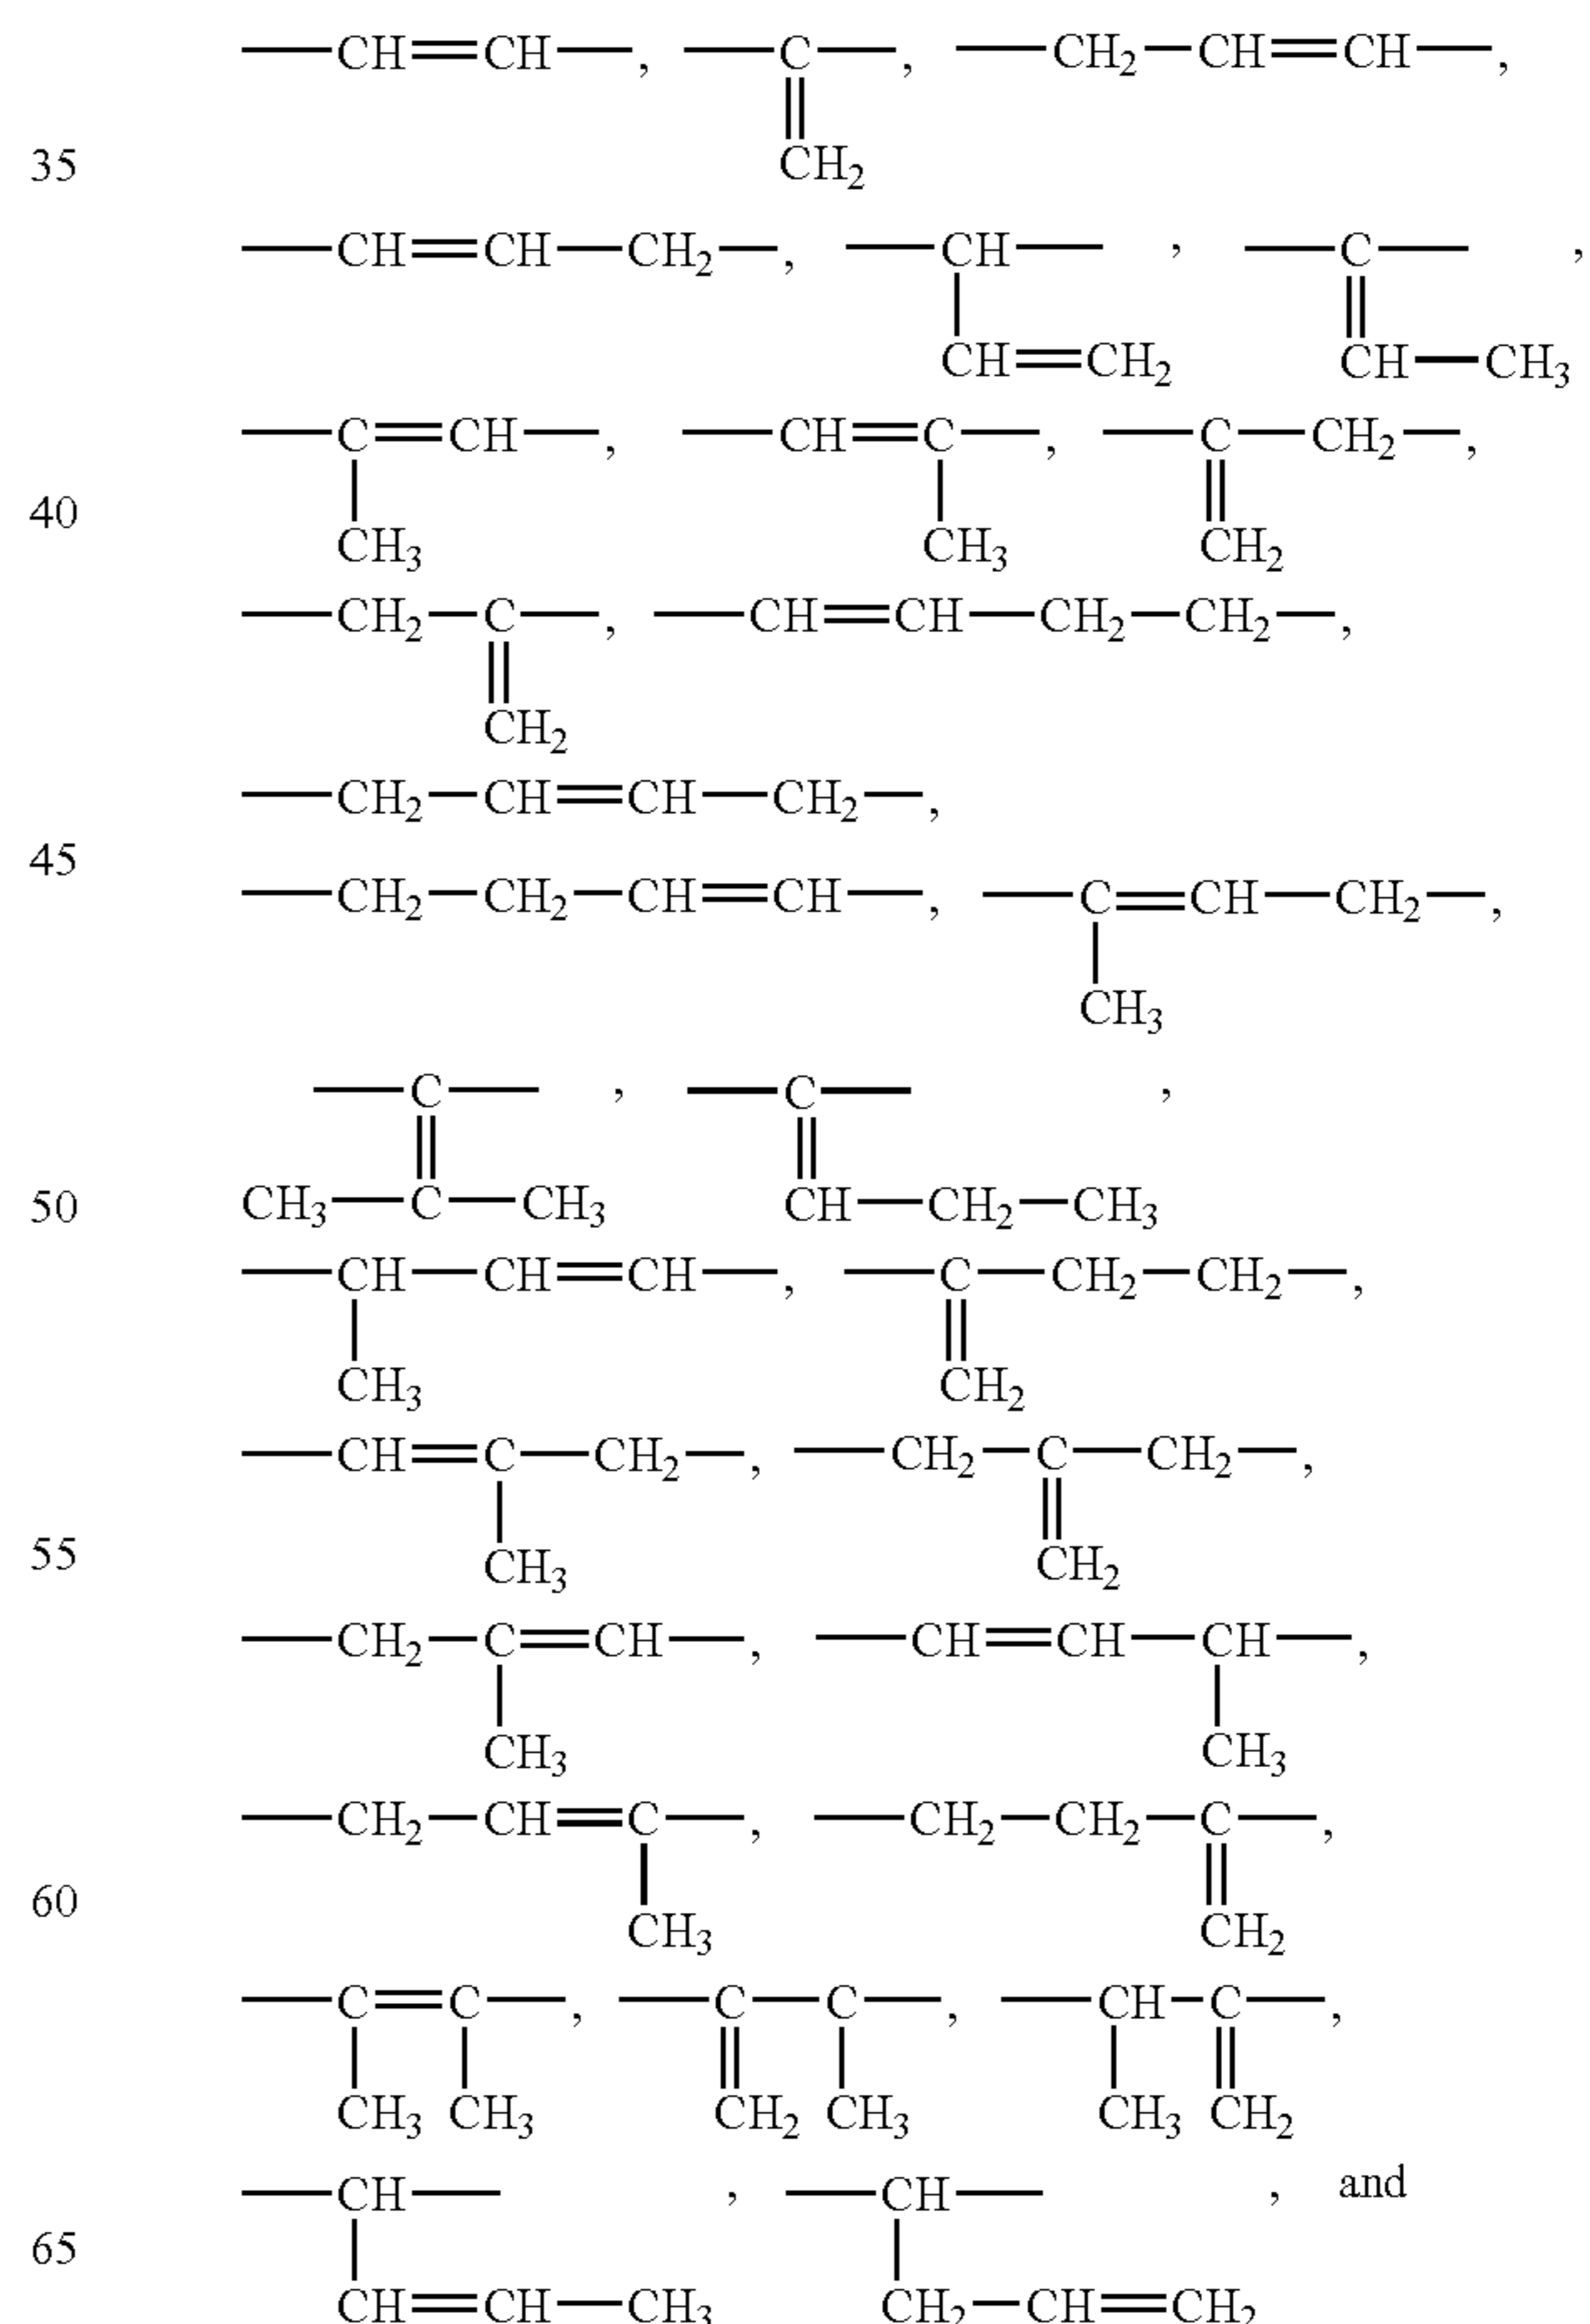 —CH=CH—, —C—, —CH₂—CH=CH—,
35 CH₂
—CH=CH—CH₂—, —CH—, —C—,
CH=CH₂ CH—CH₃
—C=CH—, —CH=C—, —C—CH₂—,
40
CH₃ CH₃ CH₂
—CH₂—C—, —CH=CH—CH₂—CH₂—,
CH₂
—CH₂—CH=CH—CH₂—,
45
—CH₂—CH₂—CH=CH—, —C=CH—CH₂—,
CH₃
—C—, —C—,
50 CH₃—C—CH₃ CH—CH₂—CH₃
—CH—CH=CH—, —C—CH₂—CH₂—,
CH₃ CH₂
—CH=C—CH₂—, —CH₂—C—CH₂—,
55 CH₃ CH₂
—CH₂—C=CH—, —CH=CH—CH—,
CH₃ CH₃
—CH₂—CH=C—, —CH₂—CH₂—C—,
60
CH₃ CH₂
—C=C—, —C—C—, —CH—C—,
CH₃ CH₃ CH₂ CH₃ CH₃ CH₂
—CH—, —CH—, and
65
CH=CH—CH₃ CH₂—CH=CH₂